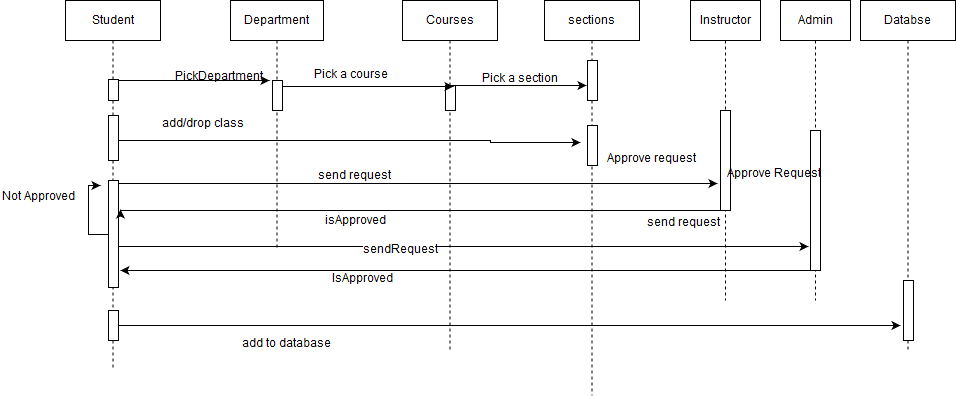 Student
Department
Courses
sections
Instructor
Admin
Databse
PickDepartment
Pick a course
Pick a section
add/drop class
Approve request
send request
Approve Request
Not Approved
isApproved
send request
sendRequest
IsApproved
add to database